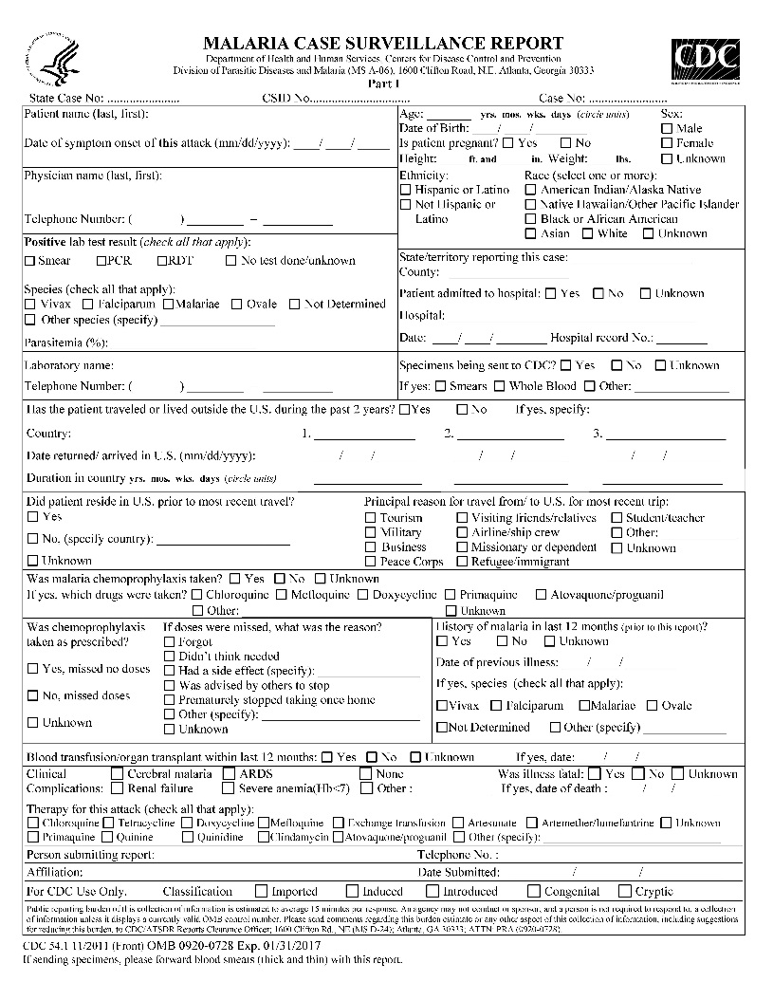 MALARIA CASE SURVEILLANCE REPORT
Department of Health and Human Services, Centers for Disease Control and Prevention
Division of Parasitic Diseases and Malaria (MS A-06), 1600 Clifton Road, N.E. Atlanta, Georgia 30333
CDC
Part I
State Case No: ....................... CSID No................................ Case No: .........................
Patient name (last, first):
Date of symptom onset of this attack (mm/dd/yyyy): ____/ ____/ _____
Age: _______ yrs. mos. wks. days (circle units)
Date of Birth: ____/ ____/ ________
Is patient pregnant? ☐ Yes ☐ No
Height: ____ ft. and _____ in. Weight: _____ lbs.
Sex:
☐ Male
☐ Female
☐ Unknown
Physician name (last, first):
Telephone Number: ( ) _________ – ___________
Ethnicity:
☐ Hispanic or Latino
☐ Not Hispanic or
Latino
Race (select one or more):
☐ American Indian/Alaska Native
☐ Native Hawaiian/Other Pacific Islander
☐ Black or African American
☐ Asian ☐ White ☐ Unknown
Positive lab test result (check all that apply):
☐ Smear ☐PCR ☐RDT ☐ No test done/unknown
Species (check all that apply):
☐ Vivax ☐ Falciparum ☐Malariae ☐ Ovale ☐ Not Determined
☐ Other species (specify) __________________
Parasitemia (%):
State/territory reporting this case:
County: ___________________
Patient admitted to hospital: ☐ Yes ☐ No ☐ Unknown
Hospital:
Date: ____/ ____/ ________ Hospital record No.: ________
Laboratory name:
Telephone Number: ( ) _________ ___________
Specimens being sent to CDC? ☐ Yes ☐ No ☐ Unknown
If yes: ☐ Smears ☐ Whole Blood ☐ Other: _______________
Has the patient traveled or lived outside the U.S. during the past 2 years? ☐Yes ☐ No If yes, specify:
Country: 1. ________________ 2. _________________ 3. ___________________
Date returned/ arrived in U.S. (mm/dd/yyyy): / / / / / /
Duration in country yrs. mos. wks. days (circle units) _________________ __________________ ___________________
Did patient reside in U.S. prior to most recent travel?
☐ Yes
☐ No. (specify country): _____________________
☐ Unknown
Principal reason for travel from/ to U.S. for most recent trip:
☐ Tourism ☐ Visiting friends/relatives ☐ Student/teacher
☐ Military ☐ Airline/ship crew ☐ Other:
☐ Business ☐ Missionary or dependent ☐ Unknown
☐ Peace Corps ☐ Refugee/immigrant
Was malaria chemoprophylaxis taken? ☐ Yes ☐ No ☐ Unknown
If yes, which drugs were taken? ☐ Chloroquine ☐ Mefloquine ☐ Doxycycline ☐ Primaquine ☐ Atovaquone/proguanil
☐ Other: ☐ Unknown
Was chemoprophylaxis
taken as prescribed?
☐ Yes, missed no doses
☐ No, missed doses
☐ Unknown
If doses were missed, what was the reason?
☐ Forgot
☐ Didn't think needed
☐ Had a side effect (specify): ________________
☐ Was advised by others to stop
☐ Prematurely stopped taking once home
☐ Other (specify): _________________________
☐ Unknown
History of malaria in last 12 months (prior to this report)?
☐ Yes ☐ No ☐ Unknown
Date of previous illness: / /
If yes, species (check all that apply):
☐Vivax ☐ Falciparum ☐Malariae ☐ Ovale
☐Not Determined ☐ Other (specify) _____________
Blood transfusion/organ transplant within last 12 months: ☐ Yes ☐ No ☐ Unknown If yes, date: / /
Clinical ☐ Cerebral malaria ☐ ARDS ☐ None Was illness fatal: ☐ Yes ☐ No ☐ Unknown
Complications: ☐ Renal failure ☐ Severe anemia(Hb<7) ☐ Other : If yes, date of death : / /
Therapy for this attack (check all that apply):
☐ Chloroquine ☐ Tetracycline ☐ Doxycycline ☐Mefloquine ☐ Exchange transfusion ☐ Artesunate ☐ Artemether/lumefantrine ☐ Unknown
☐ Primaquine ☐ Quinine ☐ Quinidine ☐Clindamycin ☐Atovaquone/proguanil ☐ Other (specify): ____________________________
Person submitting report: Telephone No. :
Affiliation: Date Submitted: / /
For CDC Use Only. Classification ☐ Imported ☐ Induced ☐ Introduced ☐ Congenital ☐ Cryptic
Public reporting burden of this collection of information is estimated to average 15 minutes per response. An agency may not conduct or sponsor, and a person is not required to respond to, a collection
of information unless it displays a currently valid OMB control number. Please send comments regarding this burden estimate or any other aspect of this collection of information, including suggestions
for reducing this burden, to CDC/ATSDR Reports Clearance Officer; 1600 Clifton Rd., NE (MS D-24); Atlanta, GA 30333; ATTN: PRA (0920-0728).
CDC 54.1 11/2011 (Front) OMB 0920-0728 Exp. 01/31/2017
If sending specimens, please forward blood smears (thick and thin) with this report.